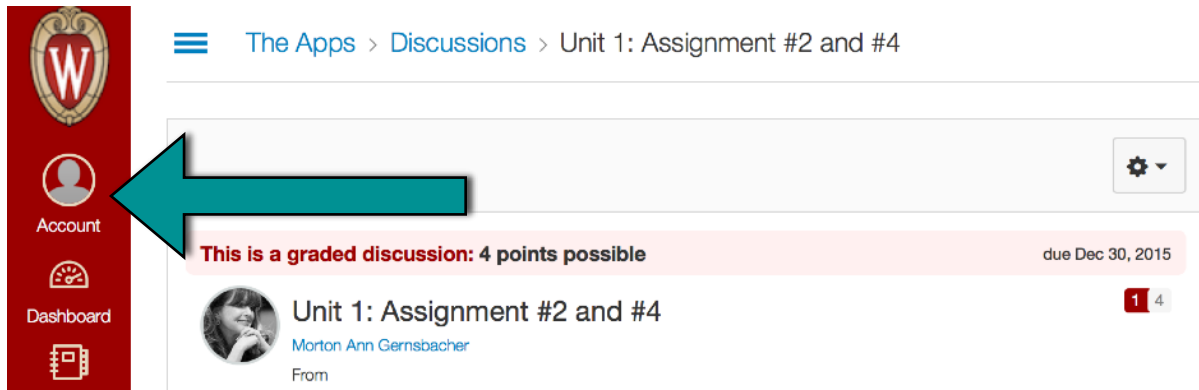 W
The Apps > Discussions > Unit 1: Assignment #2 and #4
Account
This is a graded discussion: 4 points possible
due Dec 30, 2015
Dashboard
Unit 1: Assignment #2 and #4
1 4
Morton Ann Gernsbacher
From